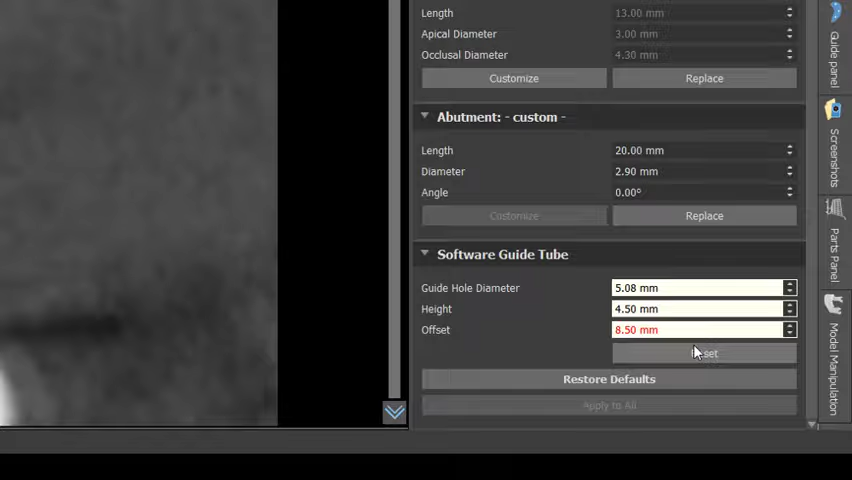 Length 13.00 mm
Apical Diameter 3.00 mm
Occlusal Diameter 4.30 mm
Customize Replace
Abutment: - custom -
Length 20.00 mm
Diameter 2.90 mm
Angle 0.00°
Customize Replace
Software Guide Tube
Guide Hole Diameter 5.08 mm
Height 4.50 mm
Offset 8.50 mm
Restore Defaults
Apply to All
Guide panel
Screenshots
Parts Panel
Model Manipulation